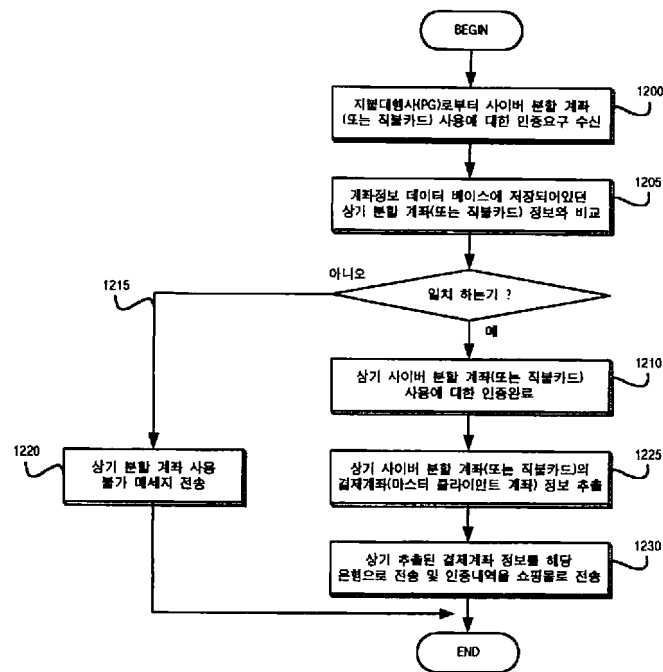 BEGIN
1200
지불대행사(PG)로부터 사이버 분할 계좌
(또는 직불카드) 사용에 대한 인증요구 수신
1205
계좌정보 데이터 베이스에 저장되어있던
상기 분할 계좌(또는 직불카드) 정보와 비교
아니오
1215
일치 하는가 ?
예
1210
상기 사이버 분할 계좌(또는 직불카드)
사용에 대한 인증완료
1220
상기 분할 계좌 사용
불가 메세지 전송
1225
상기 사이버 분할 계좌(또는 직불카드)의
결제계좌(마스터 클라이언트 계좌) 정보 추출
1230
상기 추출된 결제계좌 정보를 해당
은행으로 전송 및 인증내역을 쇼핑몰로 전송
END